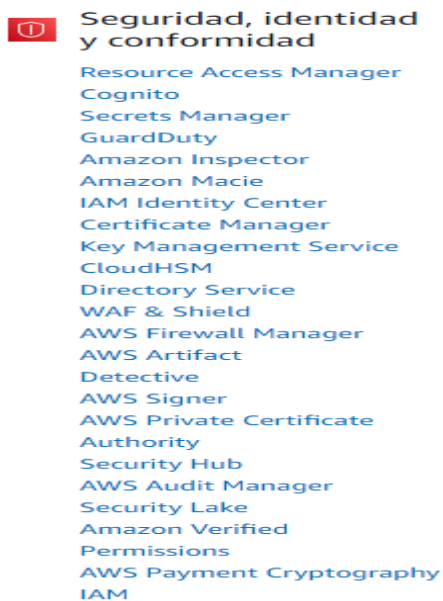 Seguridad, identidad
y conformidad
Resource Access Manager
Cognito
Secrets Manager
GuardDuty
Amazon Inspector
Amazon Macie
IAM Identity Center
Certificate Manager
Key Management Service
CloudHSM
Directory Service
WAF & Shield
AWS Firewall Manager
AWS Artifact
Detective
AWS Signer
AWS Private Certificate
Authority
Security Hub
AWS Audit Manager
Security Lake
Amazon Verified
Permissions
AWS Payment Cryptography
IAM